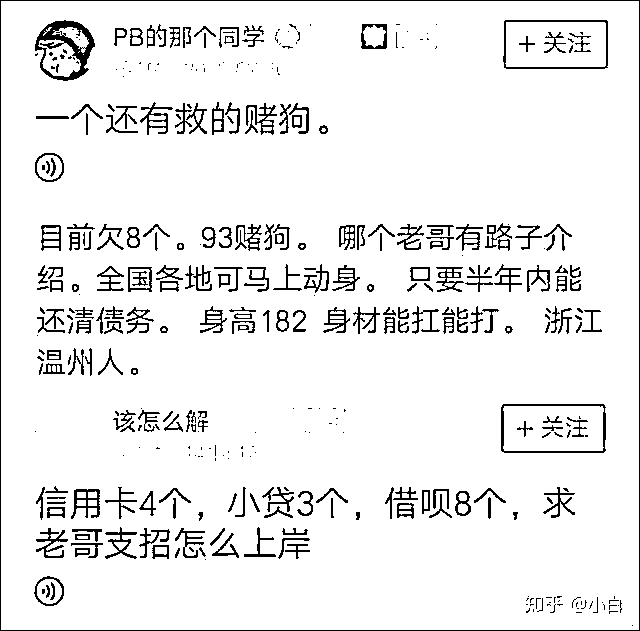 PB的那个同学
+ 关注
一个还有救的赌狗。
目前欠8个。93赌狗。 哪个老哥有路子介
绍。全国各地可马上动身。 只要半年内能
还清债务。 身高182 身材能扛能打。 浙江
温州人。
该怎么解
+ 关注
信用卡4个，小贷3个，借呗8个，求
老哥支招怎么上岸
知乎 @小白